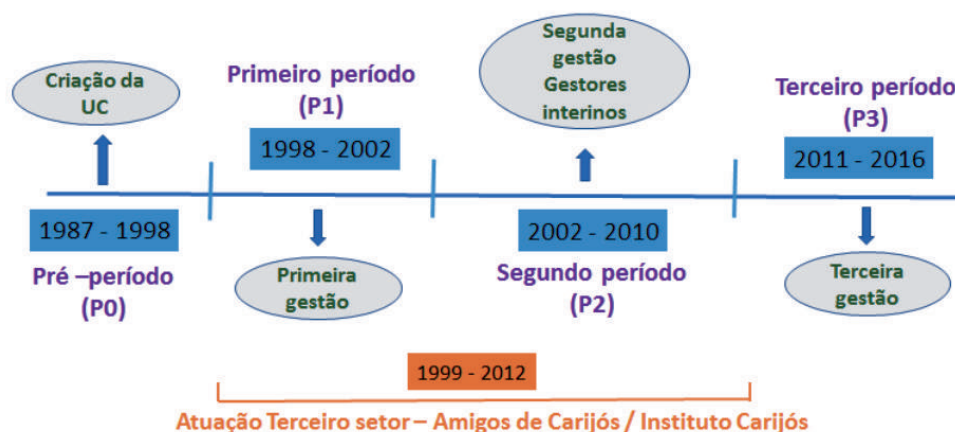 Criação da
UC
1987 - 1998
Pré –período
(P0)
Primeiro período
(P1)
1998 - 2002
Primeira
gestão
Segunda
gestão
Gestores
interinos
2002 - 2010
Segundo período
(P2)
Terceiro período
(P3)
2011 - 2016
Terceira
gestão
1999 - 2012
Atuação Terceiro setor – Amigos de Carijós / Instituto Carijós